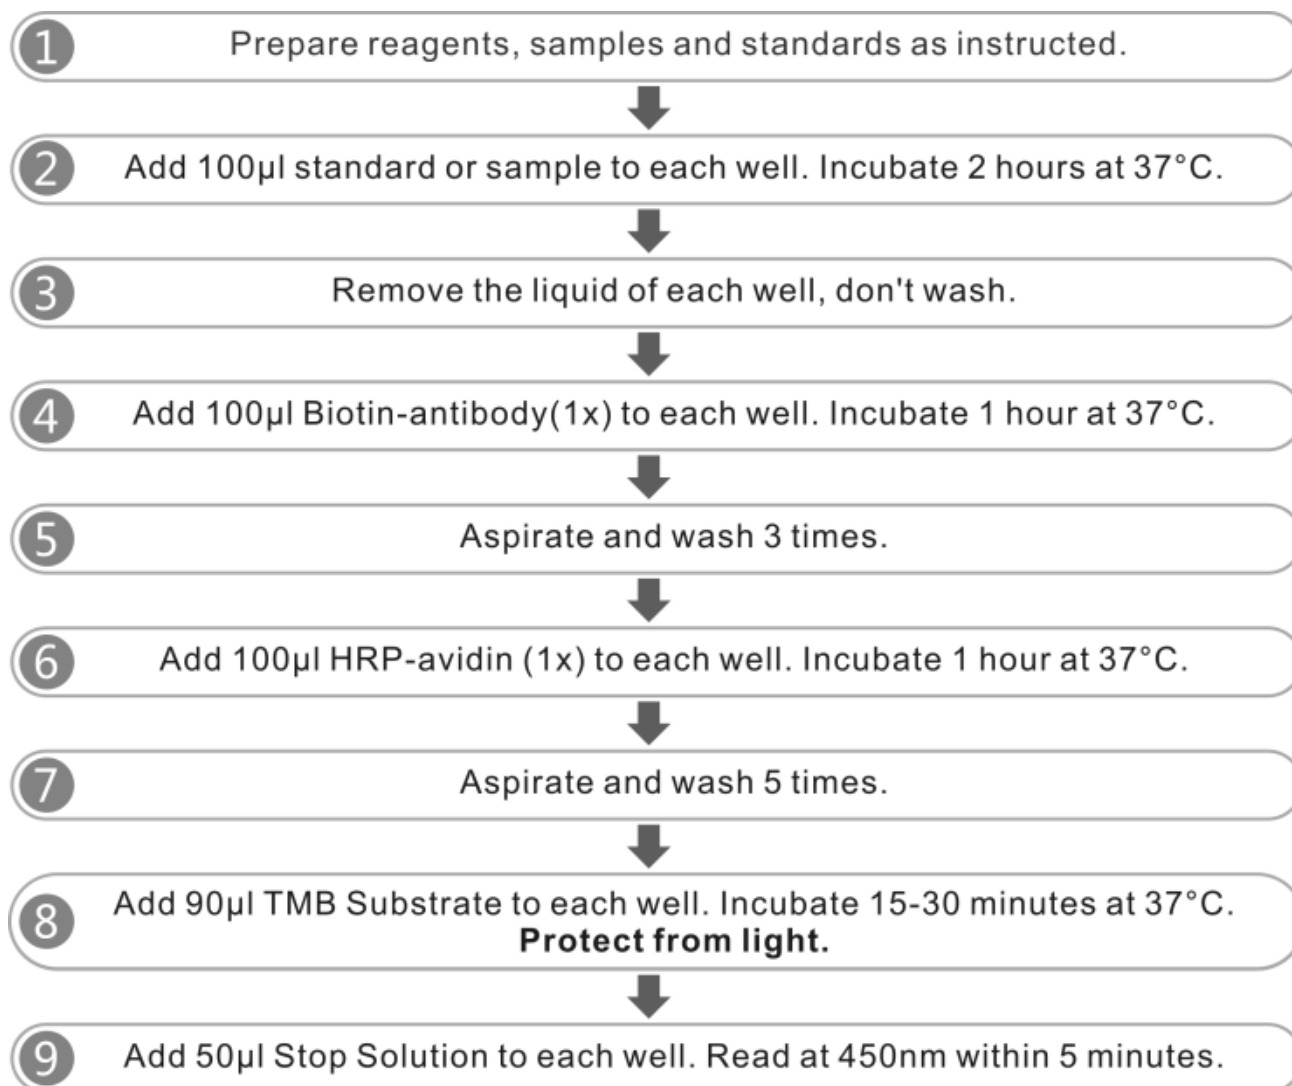 1 Prepare reagents, samples and standards as instructed.
2 Add 100µl standard or sample to each well. Incubate 2 hours at 37°C.
3 Remove the liquid of each well, don't wash.
4 Add 100µl Biotin-antibody(1x) to each well. Incubate 1 hour at 37°C.
5 Aspirate and wash 3 times.
6 Add 100µl HRP-avidin (1x) to each well. Incubate 1 hour at 37°C.
7 Aspirate and wash 5 times.
8 Add 90µl TMB Substrate to each well. Incubate 15-30 minutes at 37°C.
Protect from light.
9 Add 50µl Stop Solution to each well. Read at 450nm within 5 minutes.